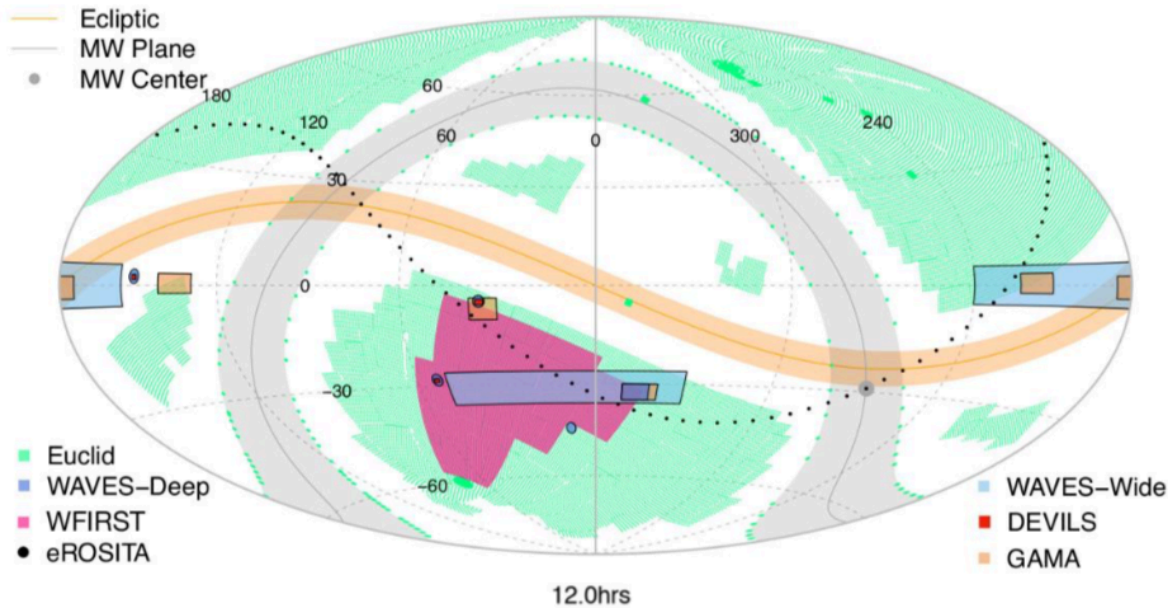 Ecliptic
MW Plane
MW Center
180
120
60
60
0
300
240
30
0
−30
−60
Euclid
WAVES−Deep
WFIRST
eROSITA
WAVES−Wide
DEVILS
GAMA
12.0hrs